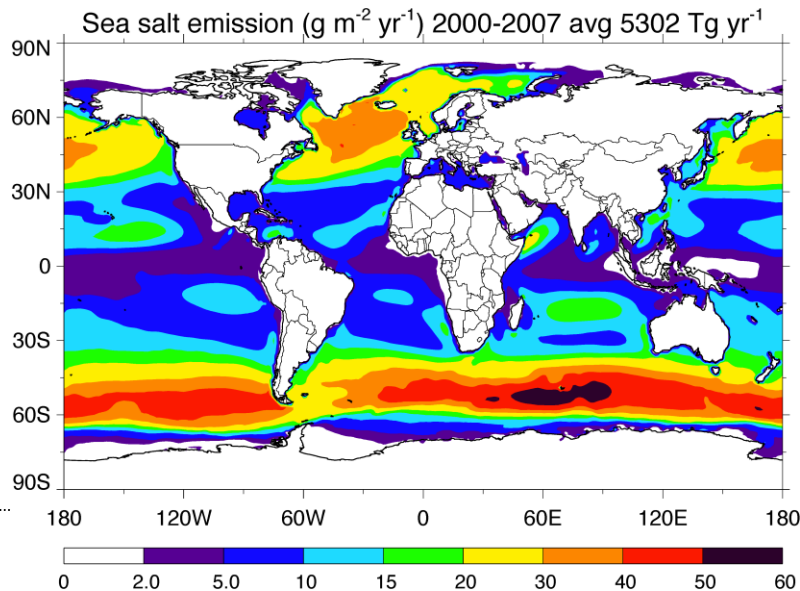 Sea salt emission (g m⁻² yr⁻¹) 2000-2007 avg 5302 Tg yr⁻¹
90N
60N
30N
0
30S
60S
90S
...
180 120W 60W 0 60E 120E 180
0 2.0 5.0 10 15 20 30 40 50 60